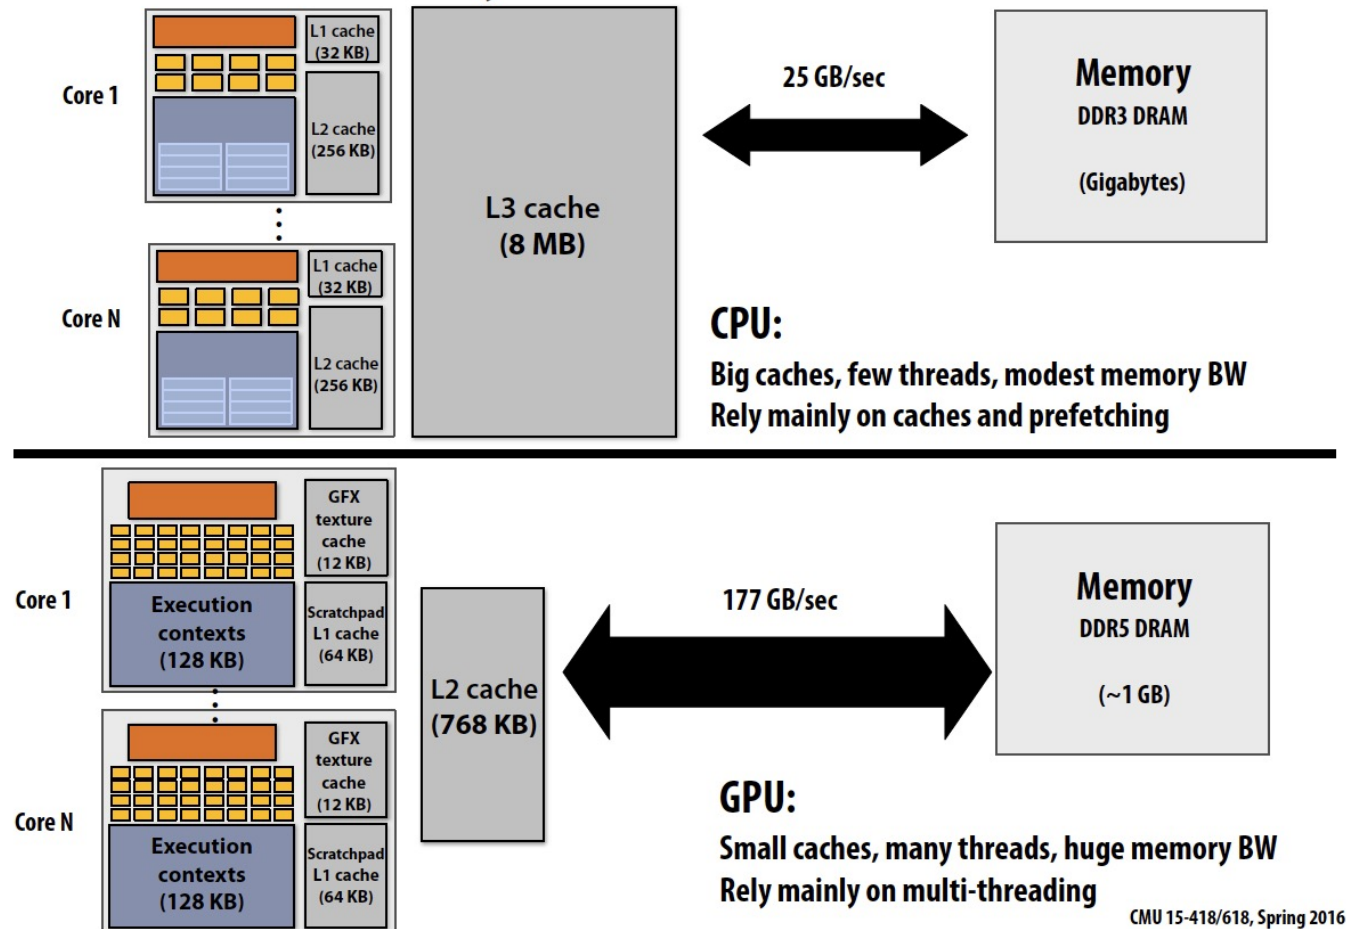 Core 1
L1 cache
(32 KB)
L2 cache
(256 KB)
Core N
L1 cache
(32 KB)
L2 cache
(256 KB)
L3 cache
(8 MB)
25 GB/sec
Memory
DDR3 DRAM
(Gigabytes)
CPU:
Big caches, few threads, modest memory BW
Rely mainly on caches and prefetching
Core 1
GFX
texture
cache
(12 KB)
Execution
contexts
(128 KB)
Scratchpad
L1 cache
(64 KB)
Core N
GFX
texture
cache
(12 KB)
Execution
contexts
(128 KB)
Scratchpad
L1 cache
(64 KB)
L2 cache
(768 KB)
177 GB/sec
Memory
DDR5 DRAM
(~1 GB)
GPU:
Small caches, many threads, huge memory BW
Rely mainly on multi-threading
CMU 15-418/618, Spring 2016